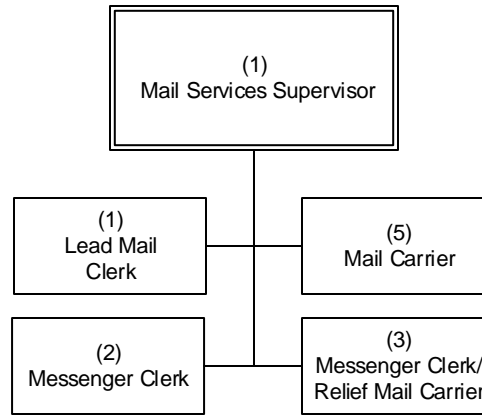 (1)
Mail Services Supervisor
(1)
Lead Mail
Clerk
(5)
Mail Carrier
(2)
Messenger Clerk
(3)
Messenger Clerk/
Relief Mail Carrier